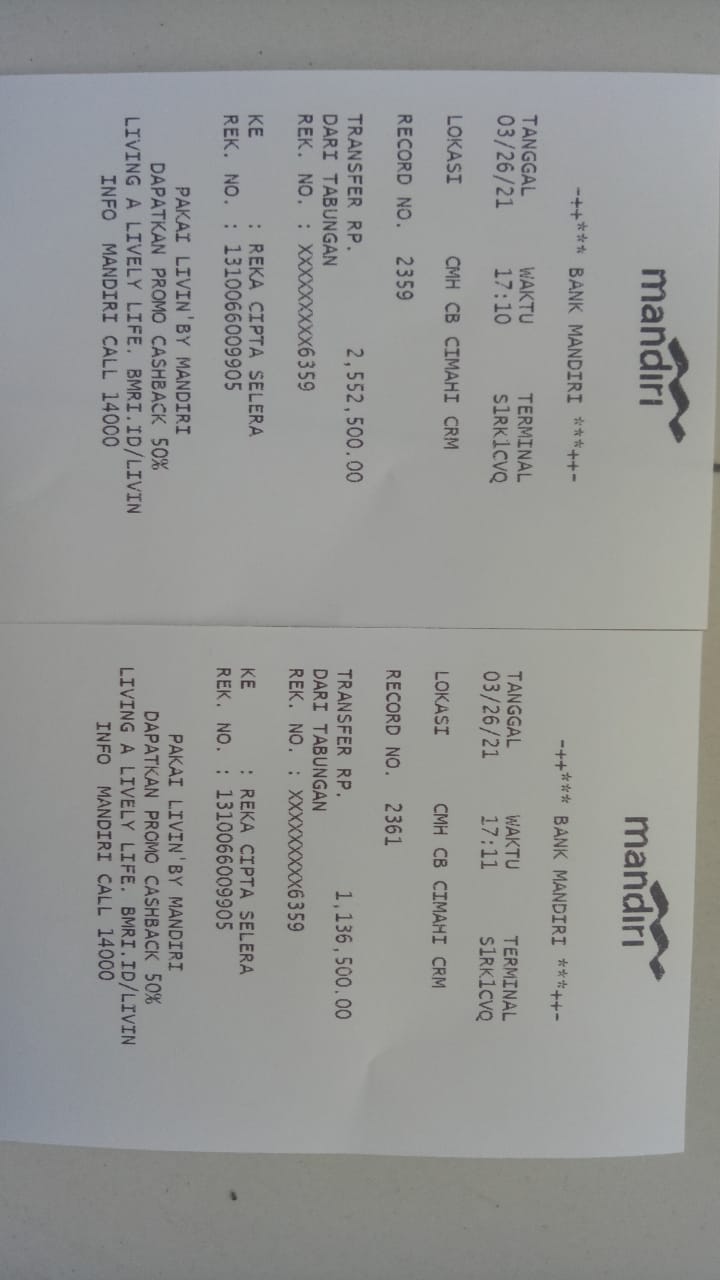 mandiri
-++*** BANK MANDIRI ***++-
TANGGAL WAKTU TERMINAL
03/26/21 17:10 S1RK1CVQ
LOKASI CMH CB CIMAHI CRM
RECORD NO. 2359
TRANSFER RP. 2,552,500.00
DARI TABUNGAN
REK. NO. : XXXXXXXXX6359
KE : REKA CIPTA SELERA
REK. NO. : 1310066009905
PAKAI LIVIN'BY MANDIRI
DAPATKAN PROMO CASHBACK 50%
LIVING A LIVELY LIFE. BMRI.ID/LIVIN
INFO MANDIRI CALL 14000
mandiri
-++*** BANK MANDIRI ***++-
TANGGAL WAKTU TERMINAL
03/26/21 17:11 S1RK1CVQ
LOKASI CMH CB CIMAHI CRM
RECORD NO. 2361
TRANSFER RP. 1,136,500.00
DARI TABUNGAN
REK. NO. : XXXXXXXXX6359
KE : REKA CIPTA SELERA
REK. NO. : 1310066009905
PAKAI LIVIN'BY MANDIRI
DAPATKAN PROMO CASHBACK 50%
LIVING A LIVELY LIFE. BMRI.ID/LIVIN
INFO MANDIRI CALL 14000